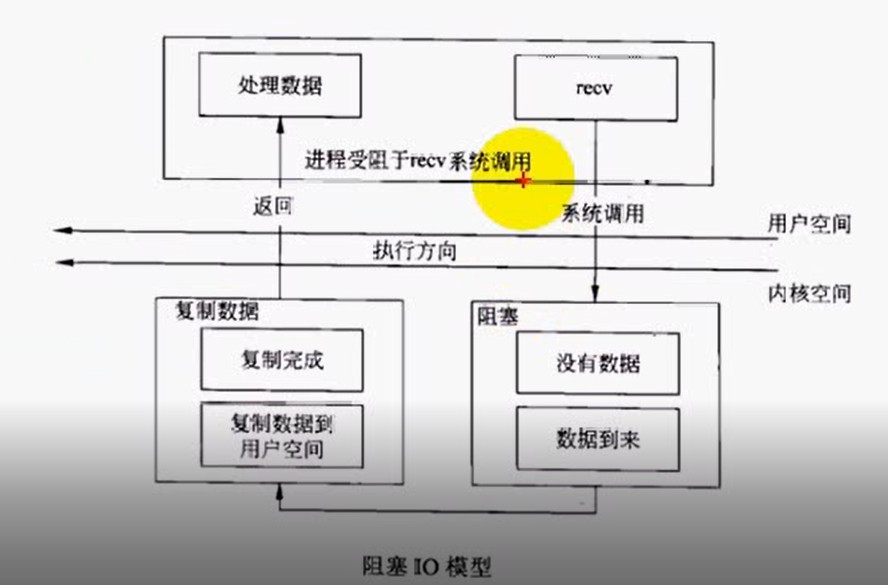 处理数据
recv
进程受阻于recv系统调用
返回
系统调用
用户空间
执行方向
内核空间
复制数据
阻塞
复制完成
没有数据
复制数据到
用户空间
数据到来
阻塞 IO 模型